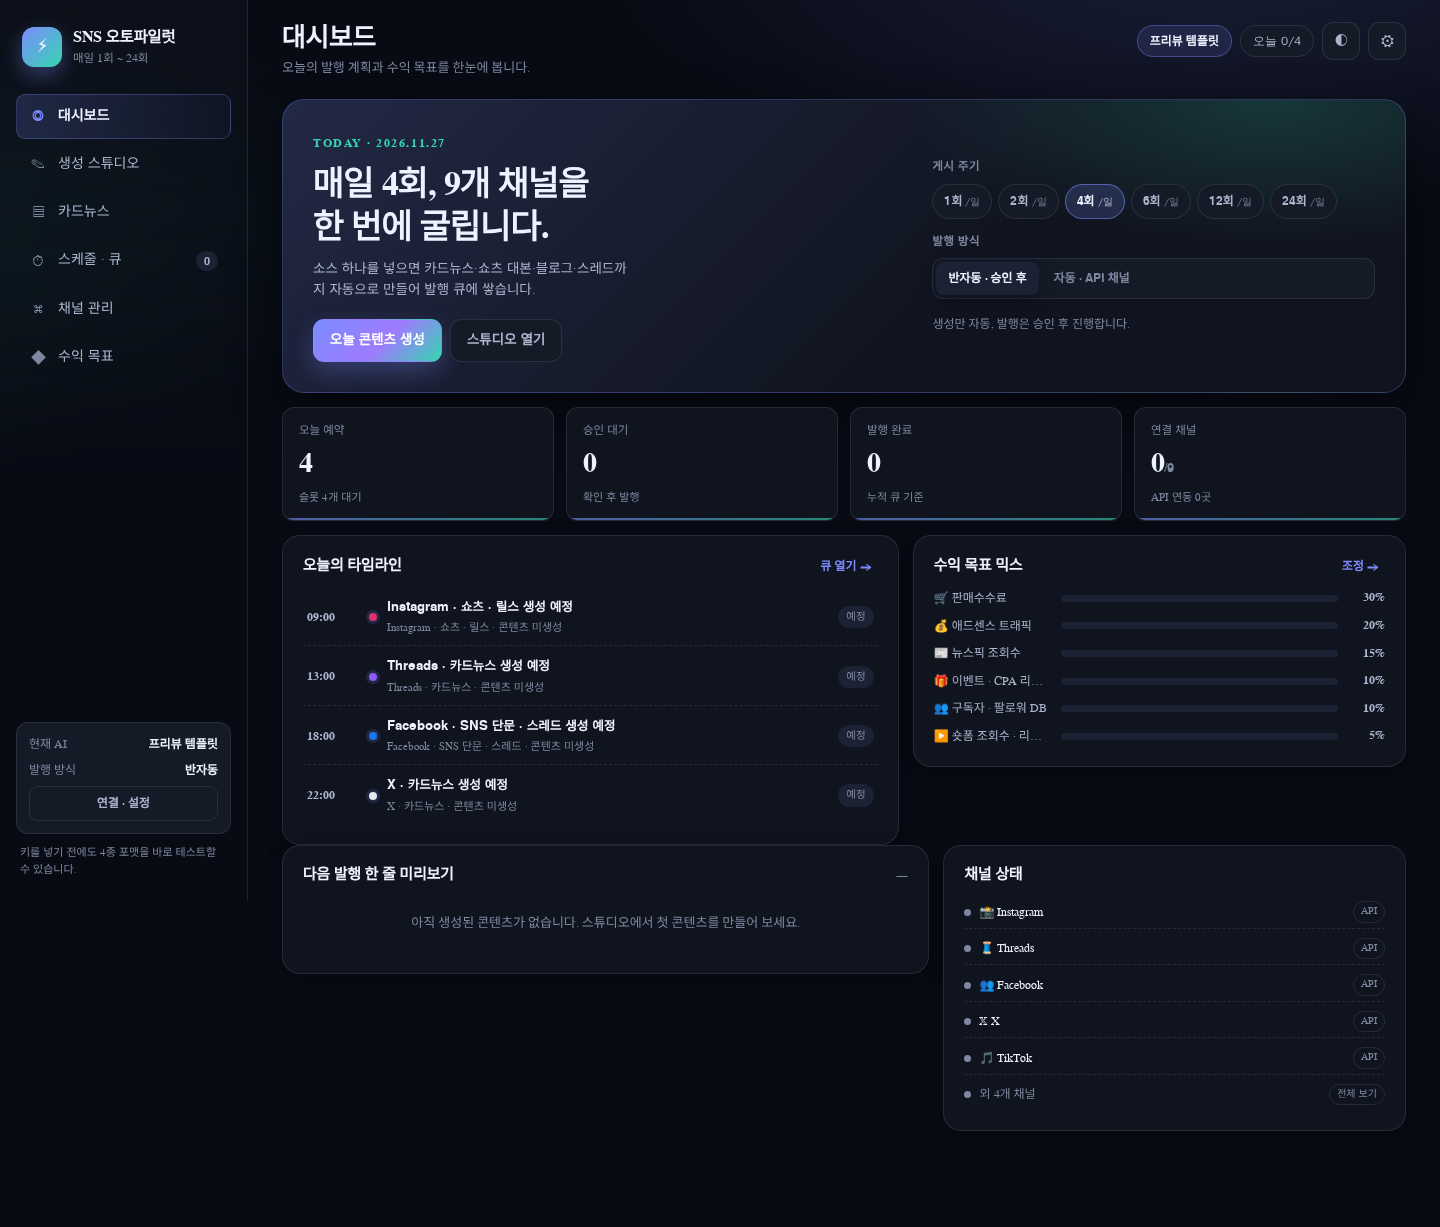 ⚡ SNS 오토파일럿
매일 1회 ~ 24회
대시보드
생성 스튜디오
카드뉴스
스케줄 · 큐 0
채널 관리
수익 목표
현재 AI 프리뷰 템플릿
발행 방식 반자동
연결 · 설정
키를 넣기 전에도 4종 포맷을 바로 테스트할
수 있습니다.
대시보드
오늘의 발행 계획과 수익 목표를 한눈에 봅니다.
프리뷰 템플릿 오늘 0/4
TODAY · 2026.11.27
매일 4회, 9개 채널을
한 번에 굴립니다.
소스 하나를 넣으면 카드뉴스·쇼츠 대본·블로그·스레드까
지 자동으로 만들어 발행 큐에 쌓습니다.
오늘 콘텐츠 생성 스튜디오 열기
게시 주기
1회 /일 2회 /일 4회 /일 6회 /일 12회 /일 24회 /일
발행 방식
반자동 · 승인 후 자동 · API 채널
생성만 자동, 발행은 승인 후 진행합니다.
오늘 예약
4
슬롯 4개 대기
승인 대기
0
확인 후 발행
발행 완료
0
누적 큐 기준
연결 채널
0/9
API 연동 0곳
오늘의 타임라인 큐 열기 →
09:00 Instagram · 쇼츠 · 릴스 생성 예정 예정
Instagram · 쇼츠 · 릴스 · 콘텐츠 미생성
13:00 Threads · 카드뉴스 생성 예정 예정
Threads · 카드뉴스 · 콘텐츠 미생성
18:00 Facebook · SNS 단문 · 스레드 생성 예정 예정
Facebook · SNS 단문 · 스레드 · 콘텐츠 미생성
22:00 X · 카드뉴스 생성 예정 예정
X · 카드뉴스 · 콘텐츠 미생성
수익 목표 믹스 조정 →
🛒 판매수수료 30%
💰 애드센스 트래픽 20%
📰 뉴스픽 조회수 15%
🎁 이벤트 · CPA 리… 10%
👥 구독자 · 팔로워 DB 10%
▶️ 숏폼 조회수 · 리… 5%
다음 발행 한 줄 미리보기 —
아직 생성된 콘텐츠가 없습니다. 스튜디오에서 첫 콘텐츠를 만들어 보세요.
채널 상태
📸 Instagram API
🧵 Threads API
👥 Facebook API
𝕏 X API
🎵 TikTok API
외 4개 채널 전체 보기